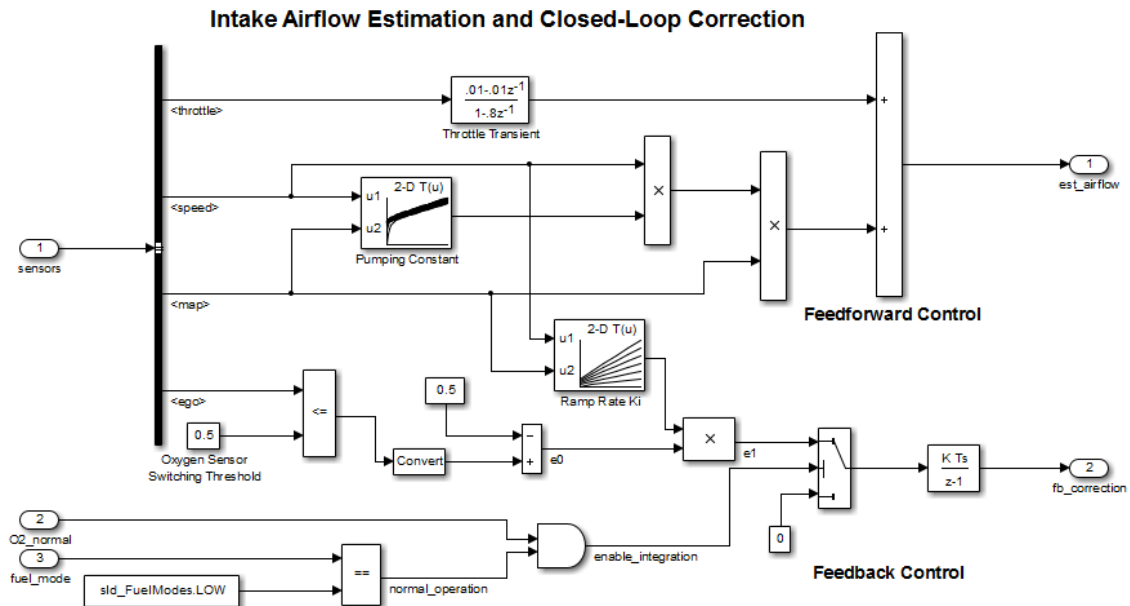 Intake Airflow Estimation and Closed-Loop Correction
.01-.01z-1
1-.8z-1
Throttle Transient
<throttle>
+
1
est_airflow
2-D T(u)
u1
u2
Pumping Constant
×
×
+
<speed>
1
sensors
<map>
Feedforward Control
2-D T(u)
u1
u2
Ramp Rate Ki
<ego>
<=
0.5
0.5
Oxygen Sensor
Switching Threshold
Convert
−
+
e0
×
e1
K Ts
z-1
2
fb_correction
0
2
O2_normal
3
fuel_mode
==
normal_operation
enable_integration
sld_FuelModes.LOW
Feedback Control